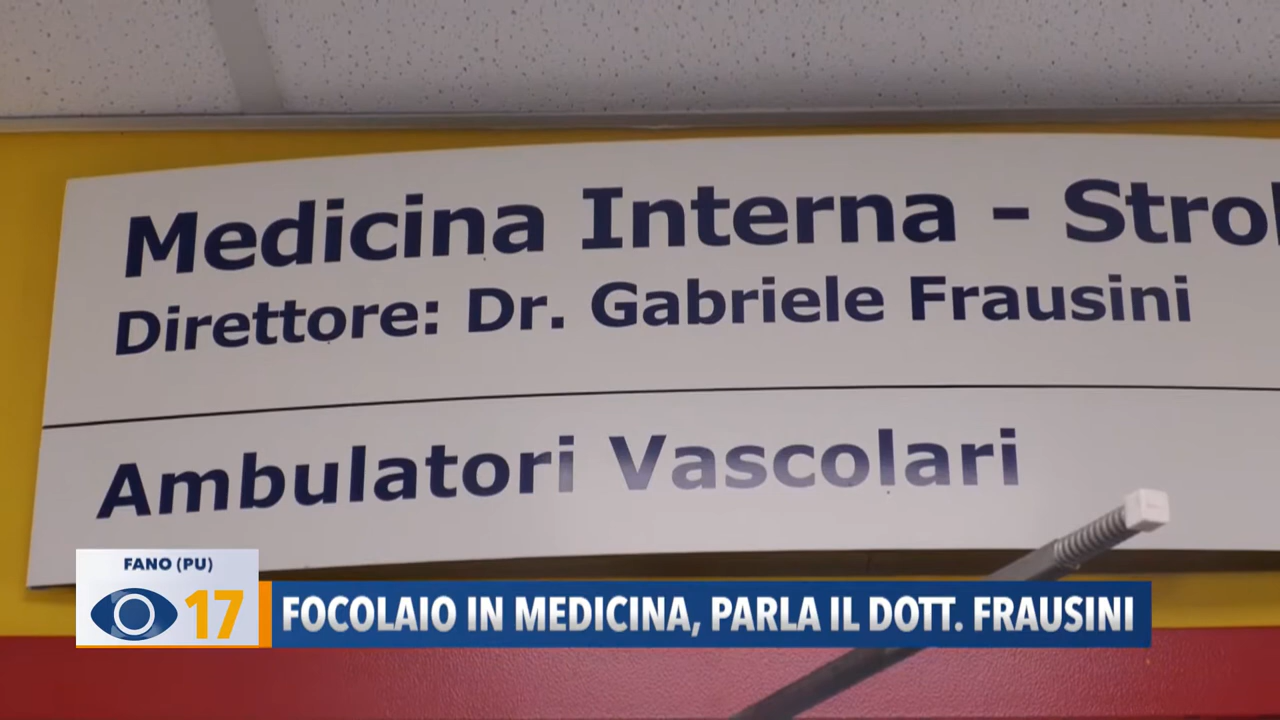 Medicina Interna - Stro
Direttore: Dr. Gabriele Frausini
Ambulatori Vascolari
FANO (PU)
17
FOCOLAIO IN MEDICINA, PARLA IL DOTT. FRAUSINI